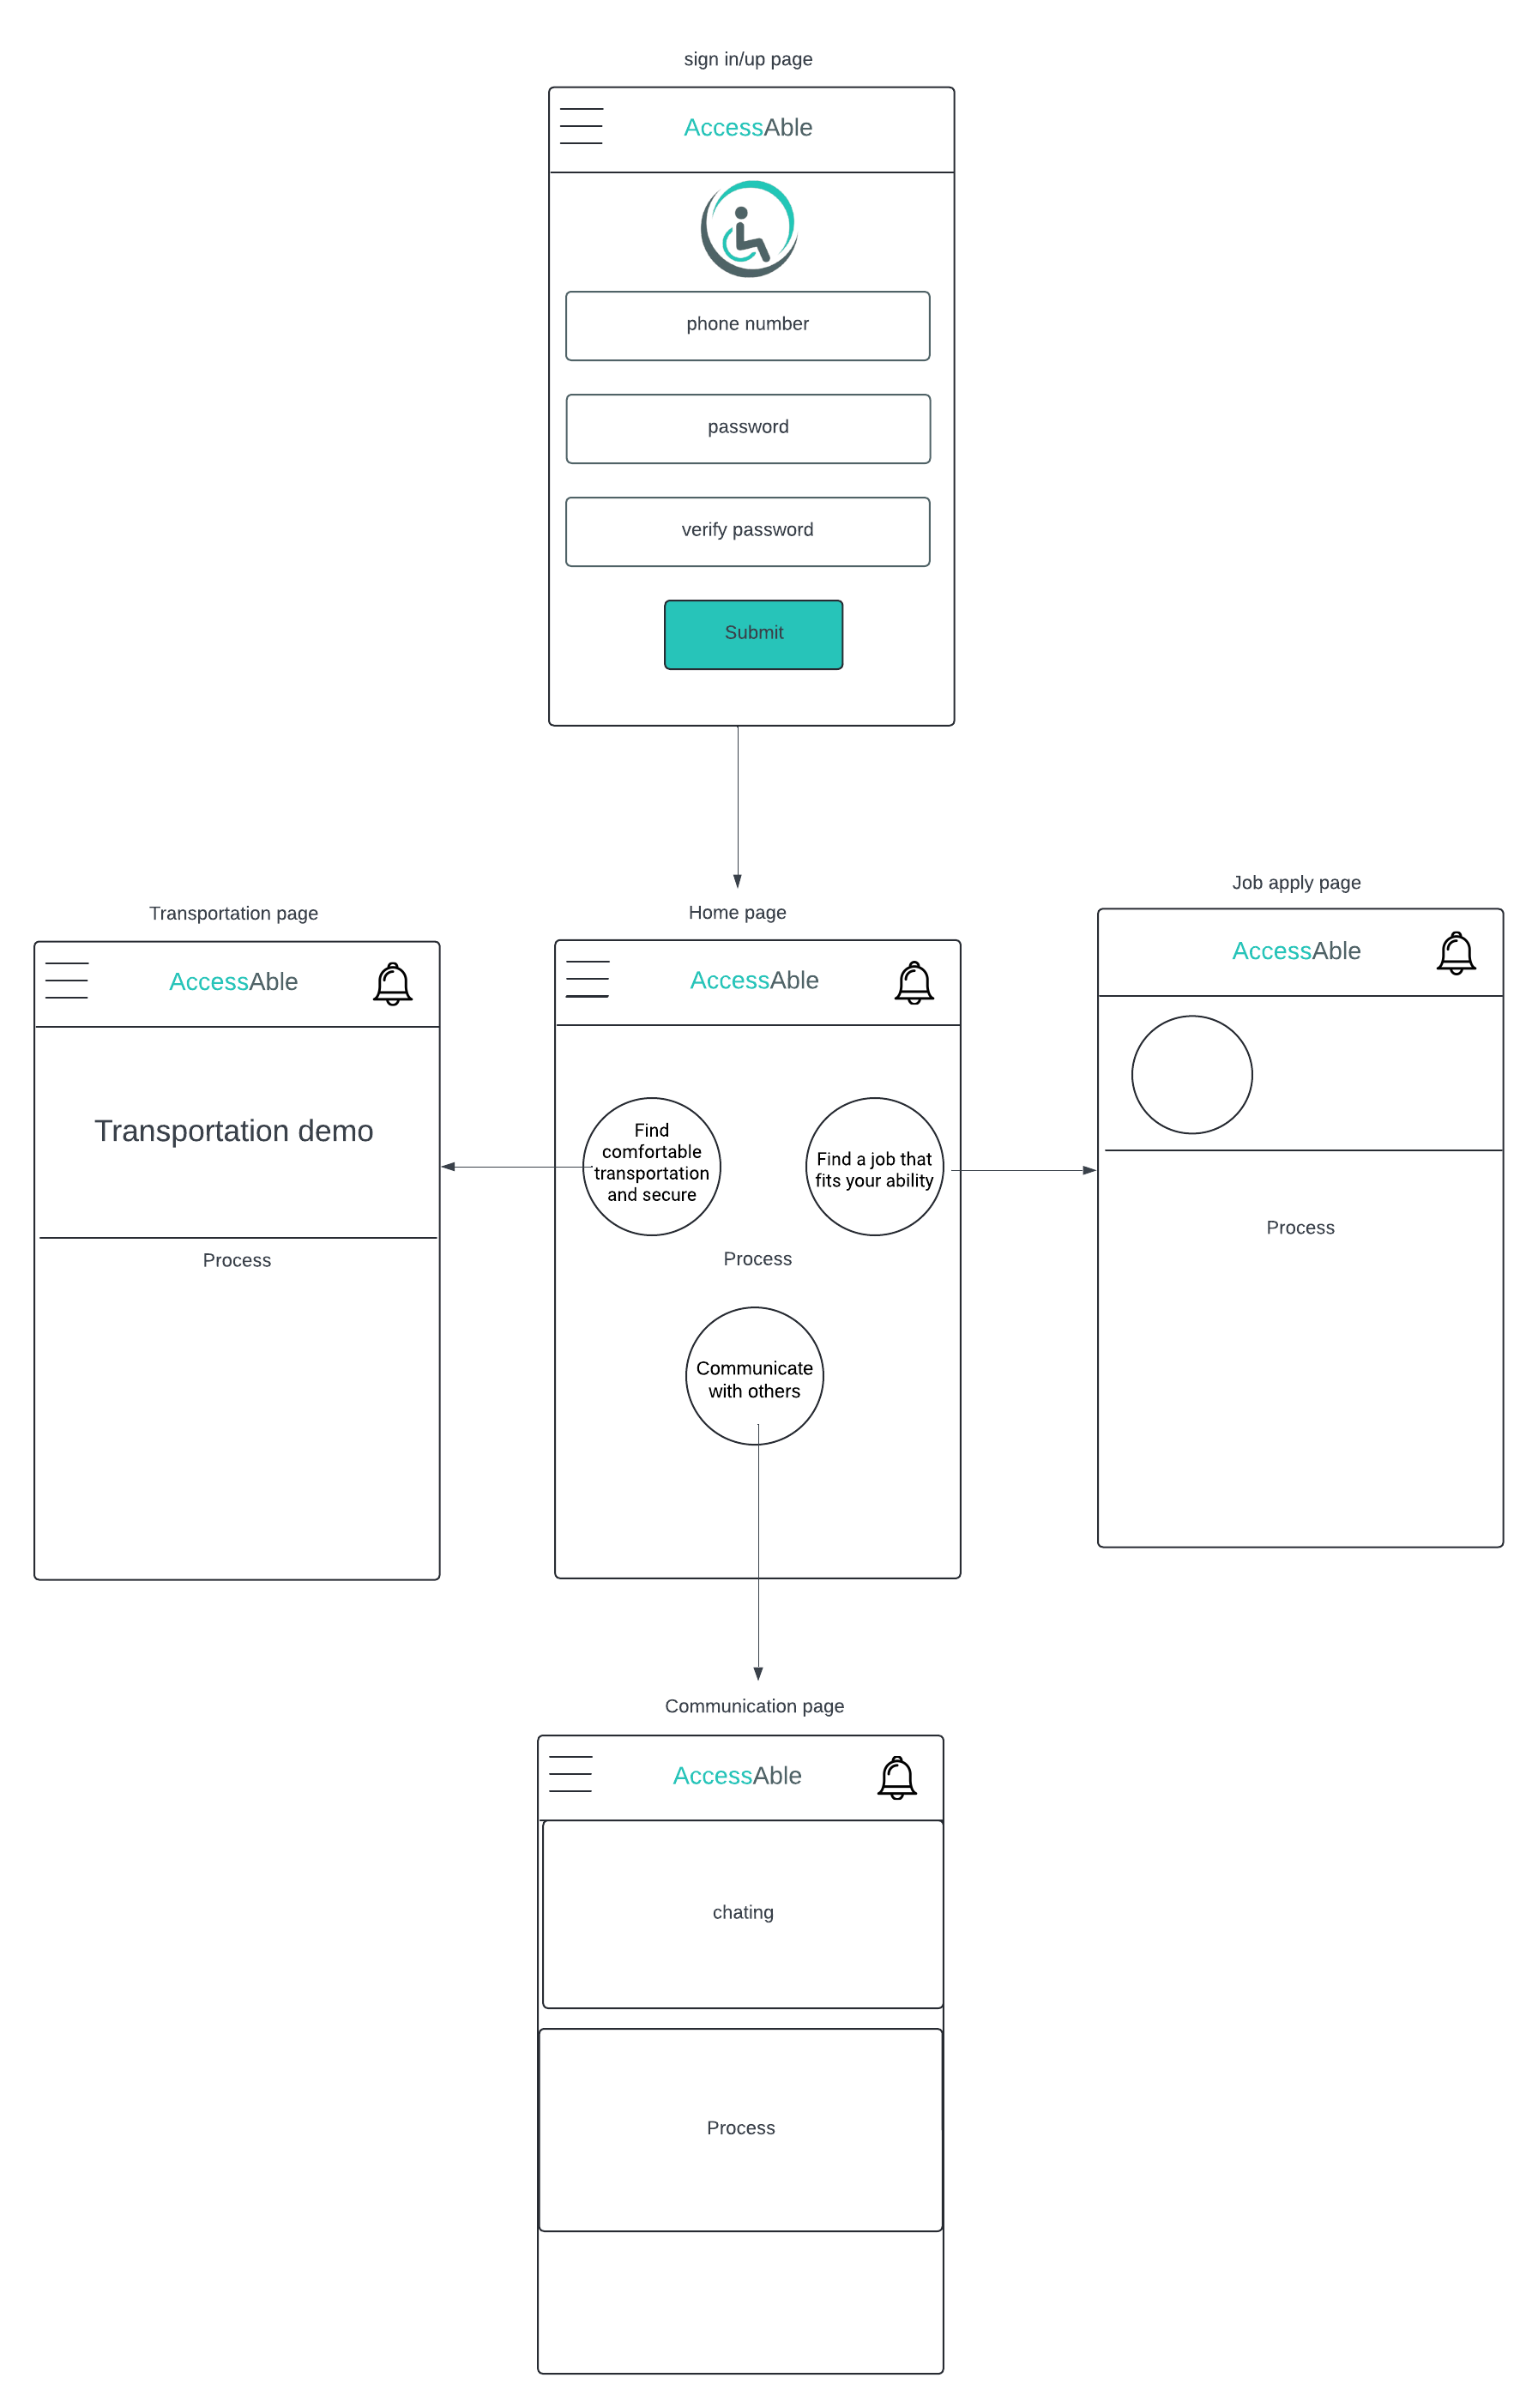 sign in/up page
AccessAble
phone number
password
verify password
Submit
Transportation page
AccessAble
Transportation demo
Process
Home page
AccessAble
Find
comfortable
transportation
and secure
Find a job that
fits your ability
Process
Communicate
with others
Job apply page
AccessAble
Process
Communication page
AccessAble
chating
Process